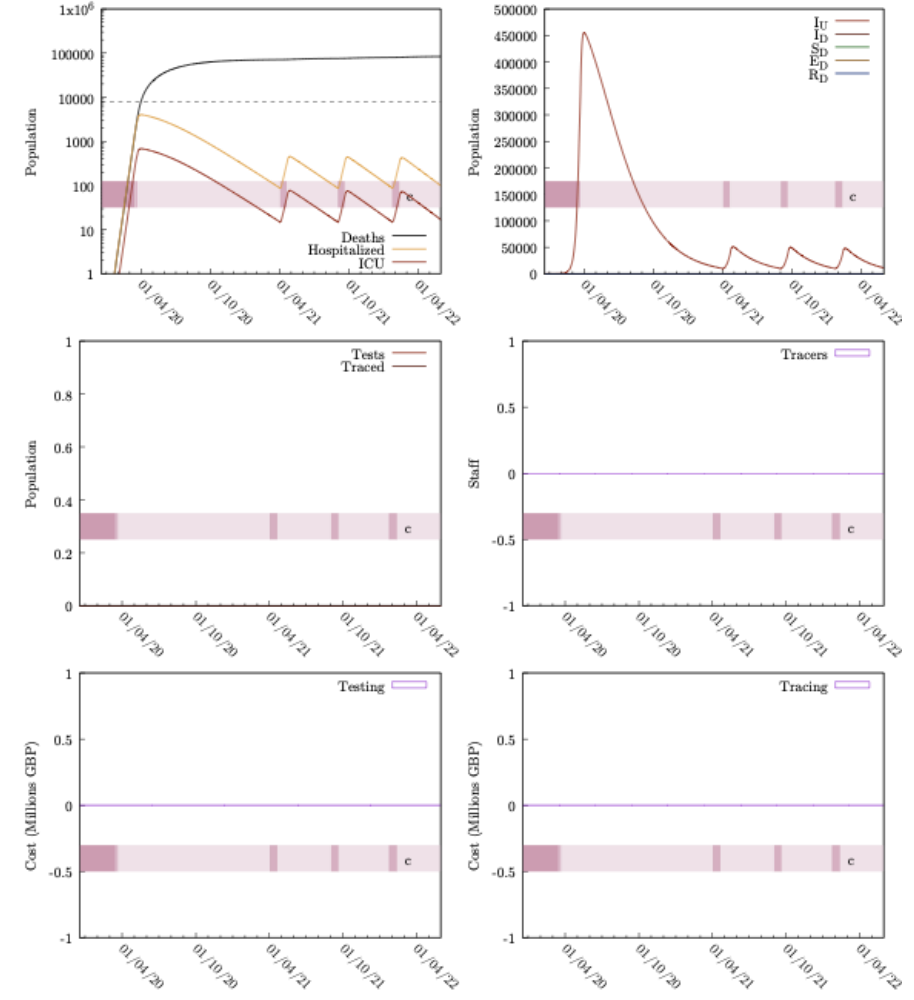 1x10^6
100000
10000
1000
100
10
1
Population
c
Deaths
Hospitalized
ICU
01/04/20
01/10/20
01/04/21
01/10/21
01/04/22
500000
450000
400000
350000
300000
250000
200000
150000
100000
50000
0
Population
I_U
I_D
S_D
E_D
R_D
c
01/04/20
01/10/20
01/04/21
01/10/21
01/04/22
1
0.8
0.6
0.4
0.2
0
Population
Tests
Traced
c
01/04/20
01/10/20
01/04/21
01/10/21
01/04/22
1
0.5
0
-0.5
-1
Staff
Tracers
c
01/04/20
01/10/20
01/04/21
01/10/21
01/04/22
1
0.5
0
-0.5
-1
Cost (Millions GBP)
Testing
c
01/04/20
01/10/20
01/04/21
01/10/21
01/04/22
1
0.5
0
-0.5
-1
Cost (Millions GBP)
Tracing
c
01/04/20
01/10/20
01/04/21
01/10/21
01/04/22